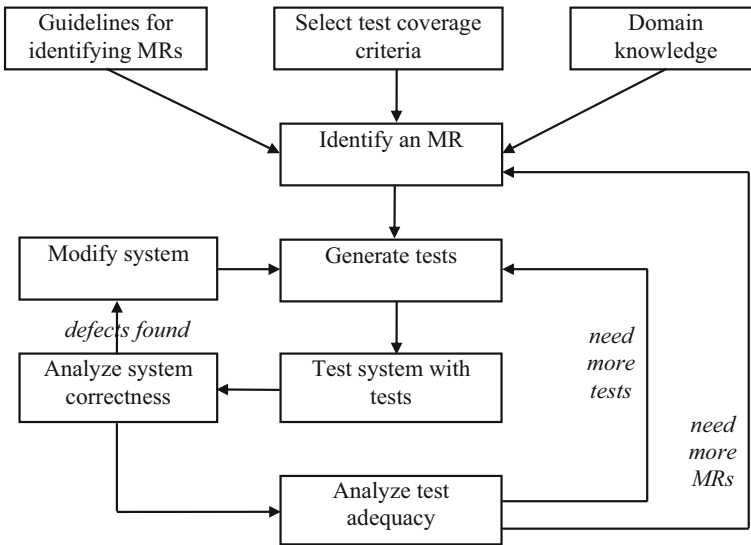 Guidelines for
identifying MRs
Select test coverage
criteria
Domain
knowledge
Identify an MR
Modify system
Generate tests
defects found
need
more
tests
Analyze system
correctness
Test system with
tests
need
more
MRs
Analyze test
adequacy